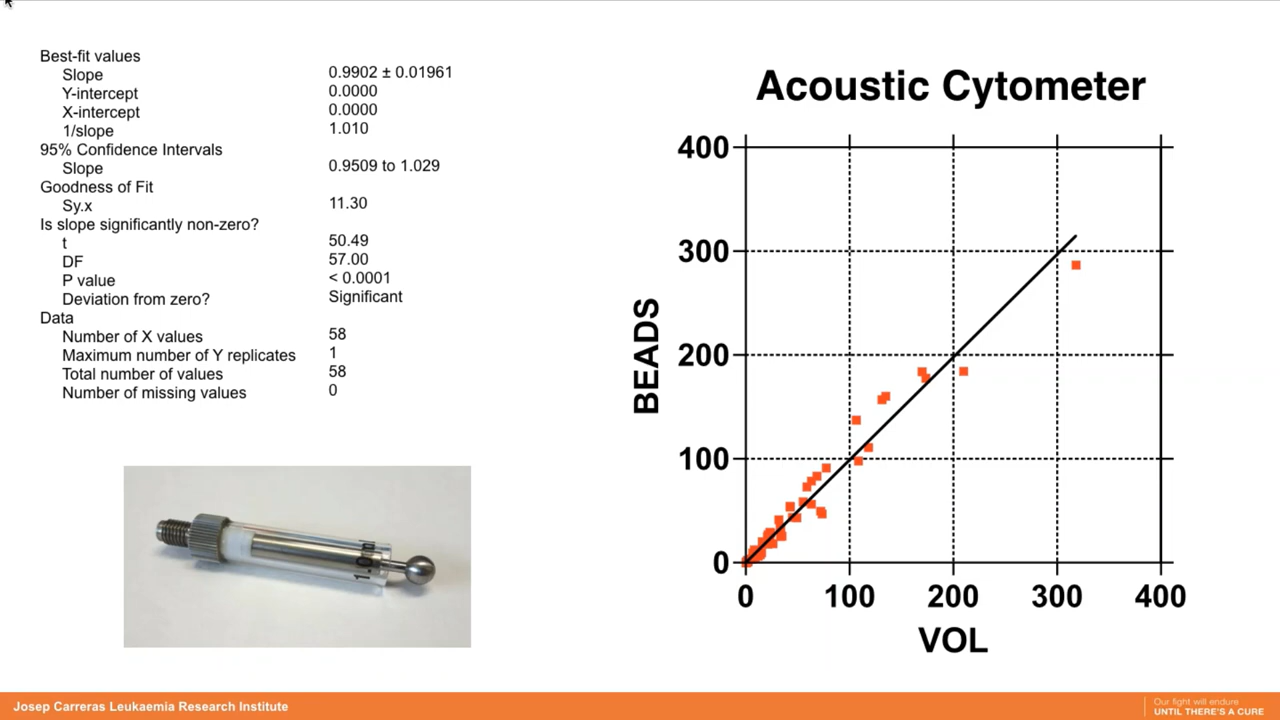 Best-fit values
Slope 0.9902 ± 0.01961
Y-intercept 0.0000
X-intercept 0.0000
1/slope 1.010
95% Confidence Intervals
Slope 0.9509 to 1.029
Goodness of Fit
Sy.x 11.30
Is slope significantly non-zero?
t 50.49
DF 57.00
P value < 0.0001
Deviation from zero? Significant
Data
Number of X values 58
Maximum number of Y replicates 1
Total number of values 58
Number of missing values 0
Acoustic Cytometer
400
300
200
100
0
BEADS
0 100 200 300 400
VOL
Josep Carreras Leukaemia Research Institute
Our fight will endure
UNTIL THERE'S A CURE